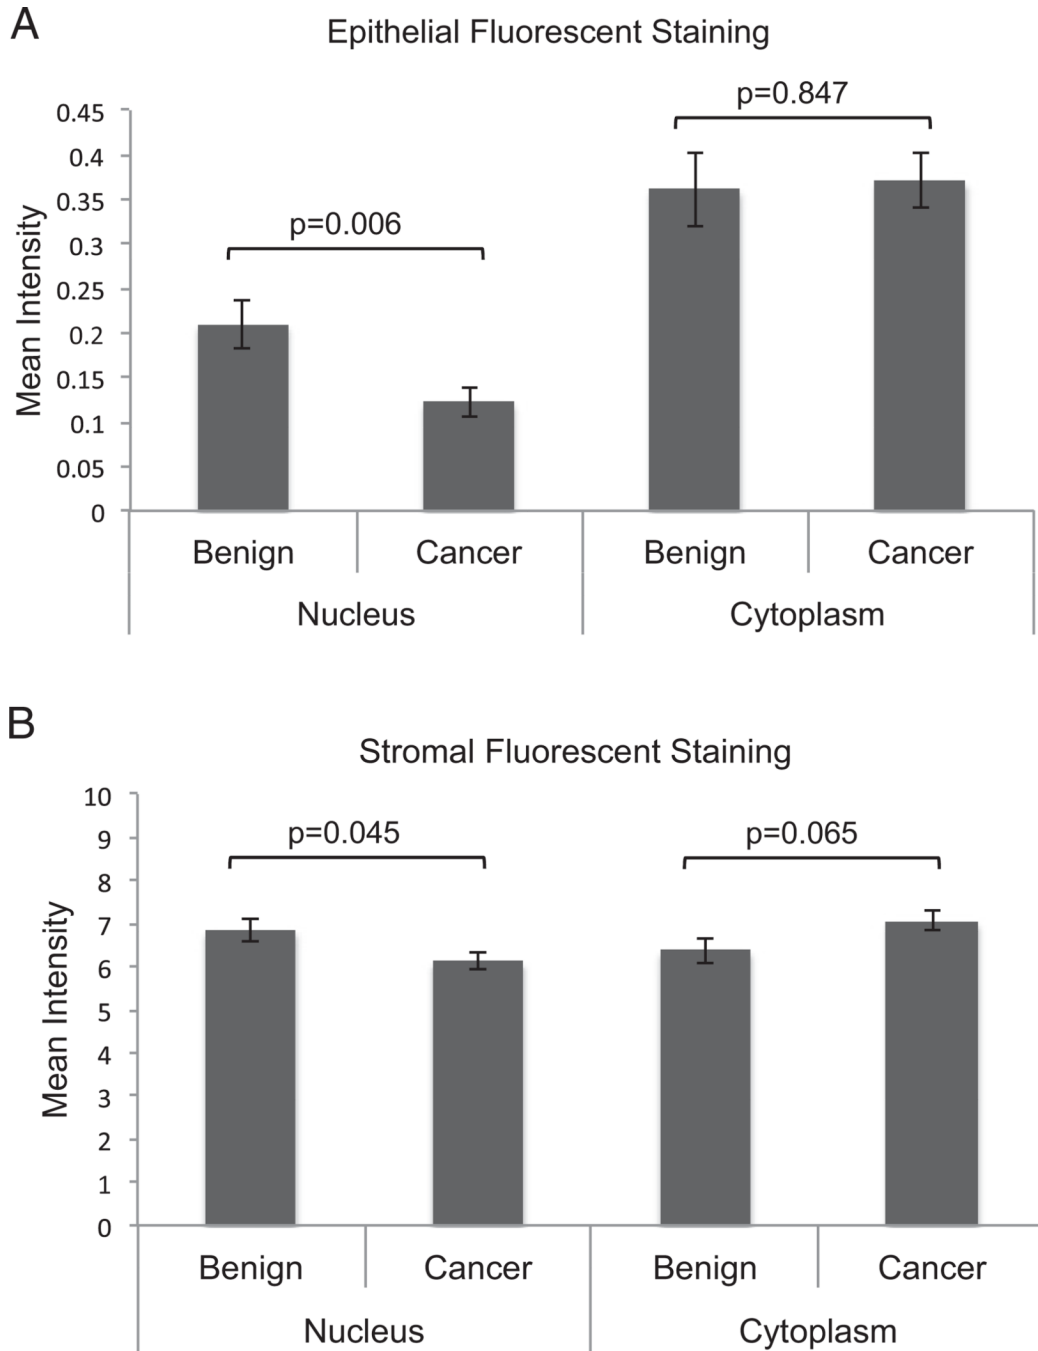 A
Epithelial Fluorescent Staining
p=0.847
p=0.006
Mean Intensity
0.45
0.4
0.35
0.3
0.25
0.2
0.15
0.1
0.05
0
Benign Cancer Benign Cancer
Nucleus Cytoplasm
B
Stromal Fluorescent Staining
p=0.045 p=0.065
Mean Intensity
10
9
8
7
6
5
4
3
2
1
0
Benign Cancer Benign Cancer
Nucleus Cytoplasm